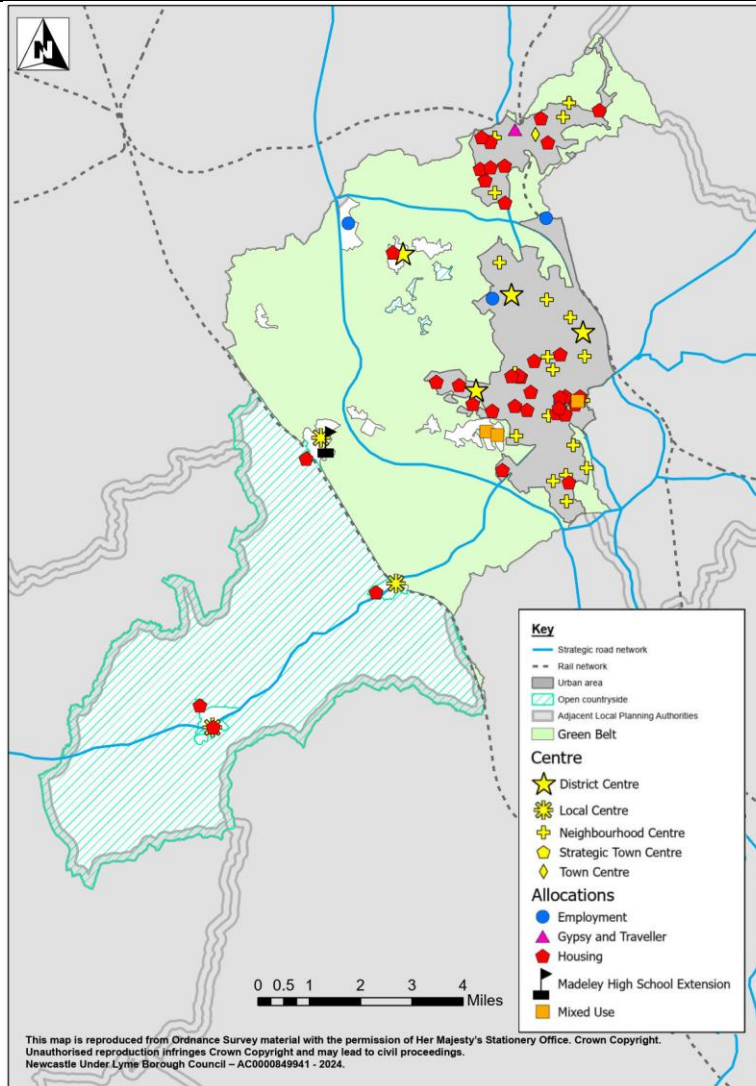 N
Key
Strategic road network
Rail network
Urban area
Open countryside
Adjacent Local Planning Authorities
Green Belt
Centre
District Centre
Local Centre
Neighbourhood Centre
Strategic Town Centre
Town Centre
Allocations
Employment
Gypsy and Traveller
Housing
Madeley High School Extension
Mixed Use
0 0.5 1 2 3 4
Miles
This map is reproduced from Ordnance Survey material with the permission of Her Majesty's Stationery Office. Crown Copyright.
Unauthorised reproduction infringes Crown Copyright and may lead to civil proceedings.
Newcastle Under Lyme Borough Council – AC0000849941 - 2024.